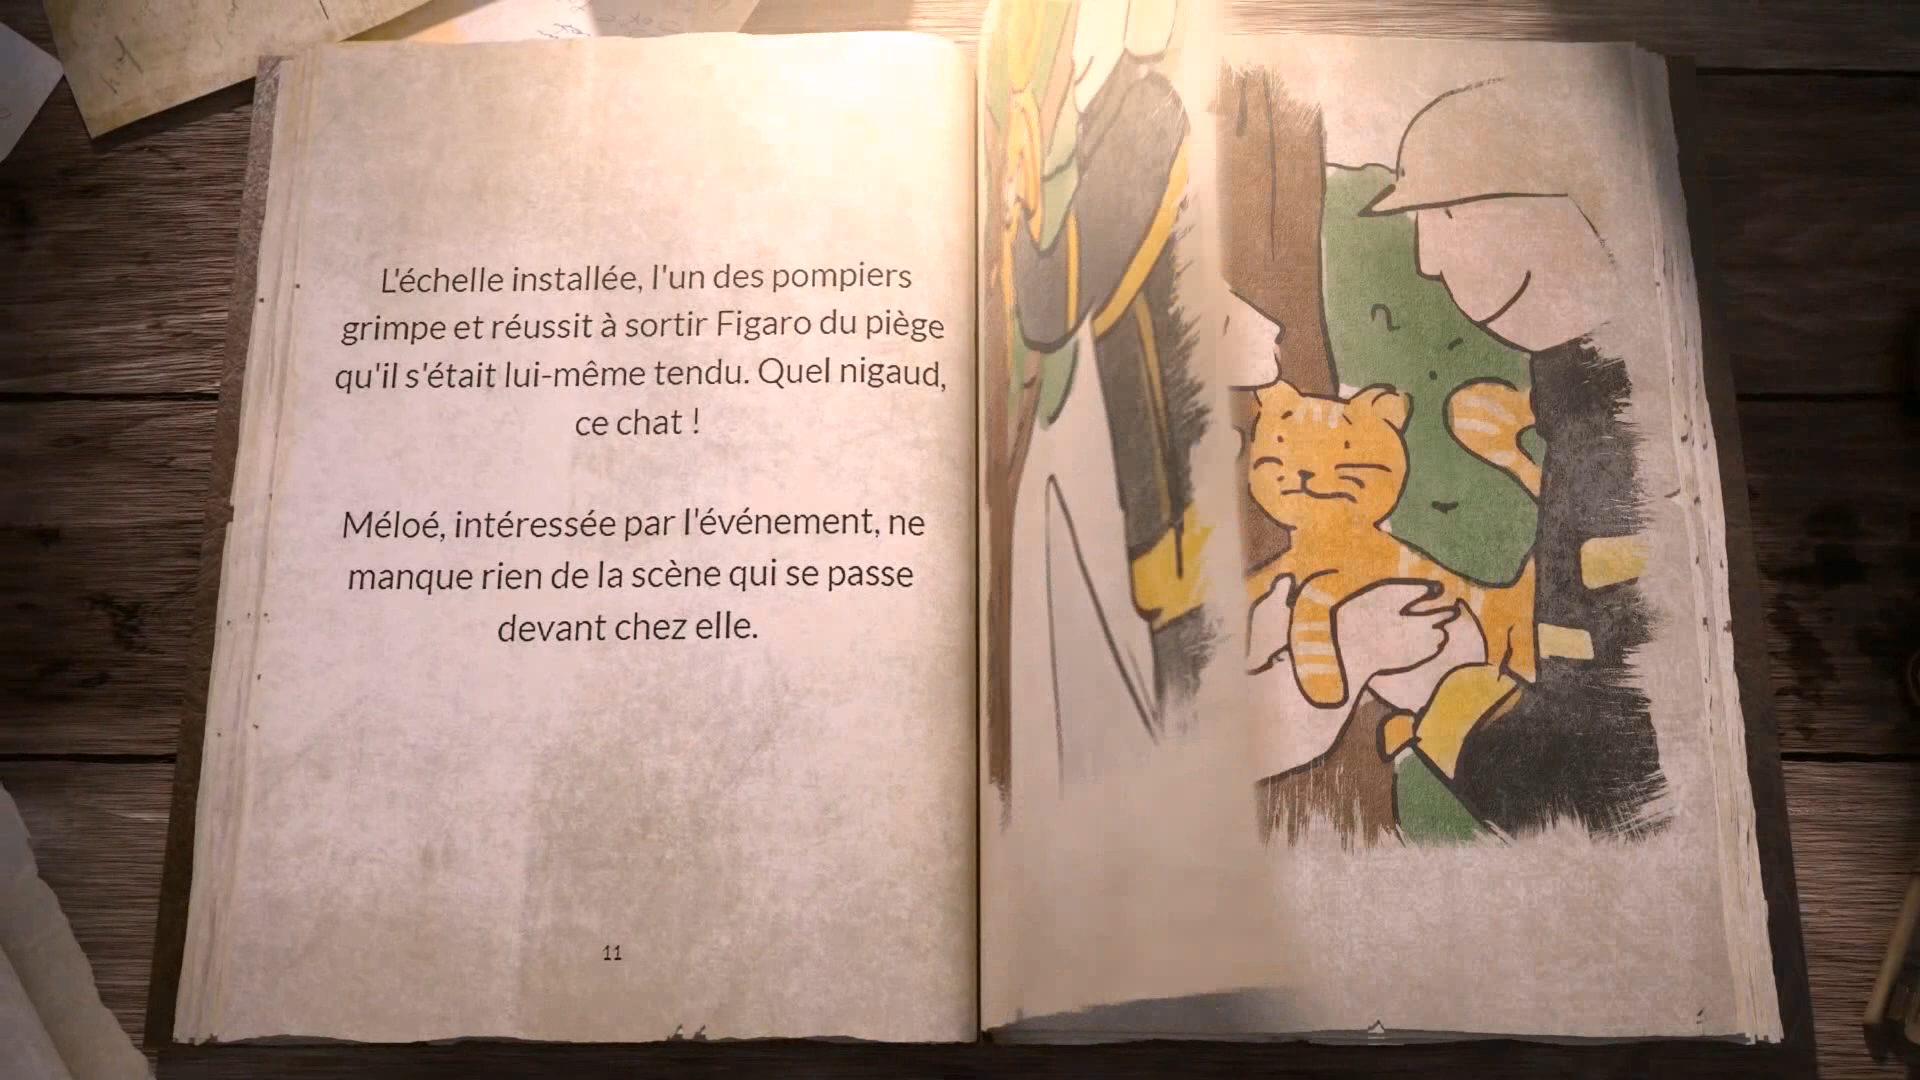 L'échelle installée, l'un des pompiers
grimpe et réussit à sortir Figaro du piège
qu'il s'était lui-même tendu. Quel nigaud,
ce chat !
Méloé, intéressée par l'événement, ne
manque rien de la scène qui se passe
devant chez elle.
11